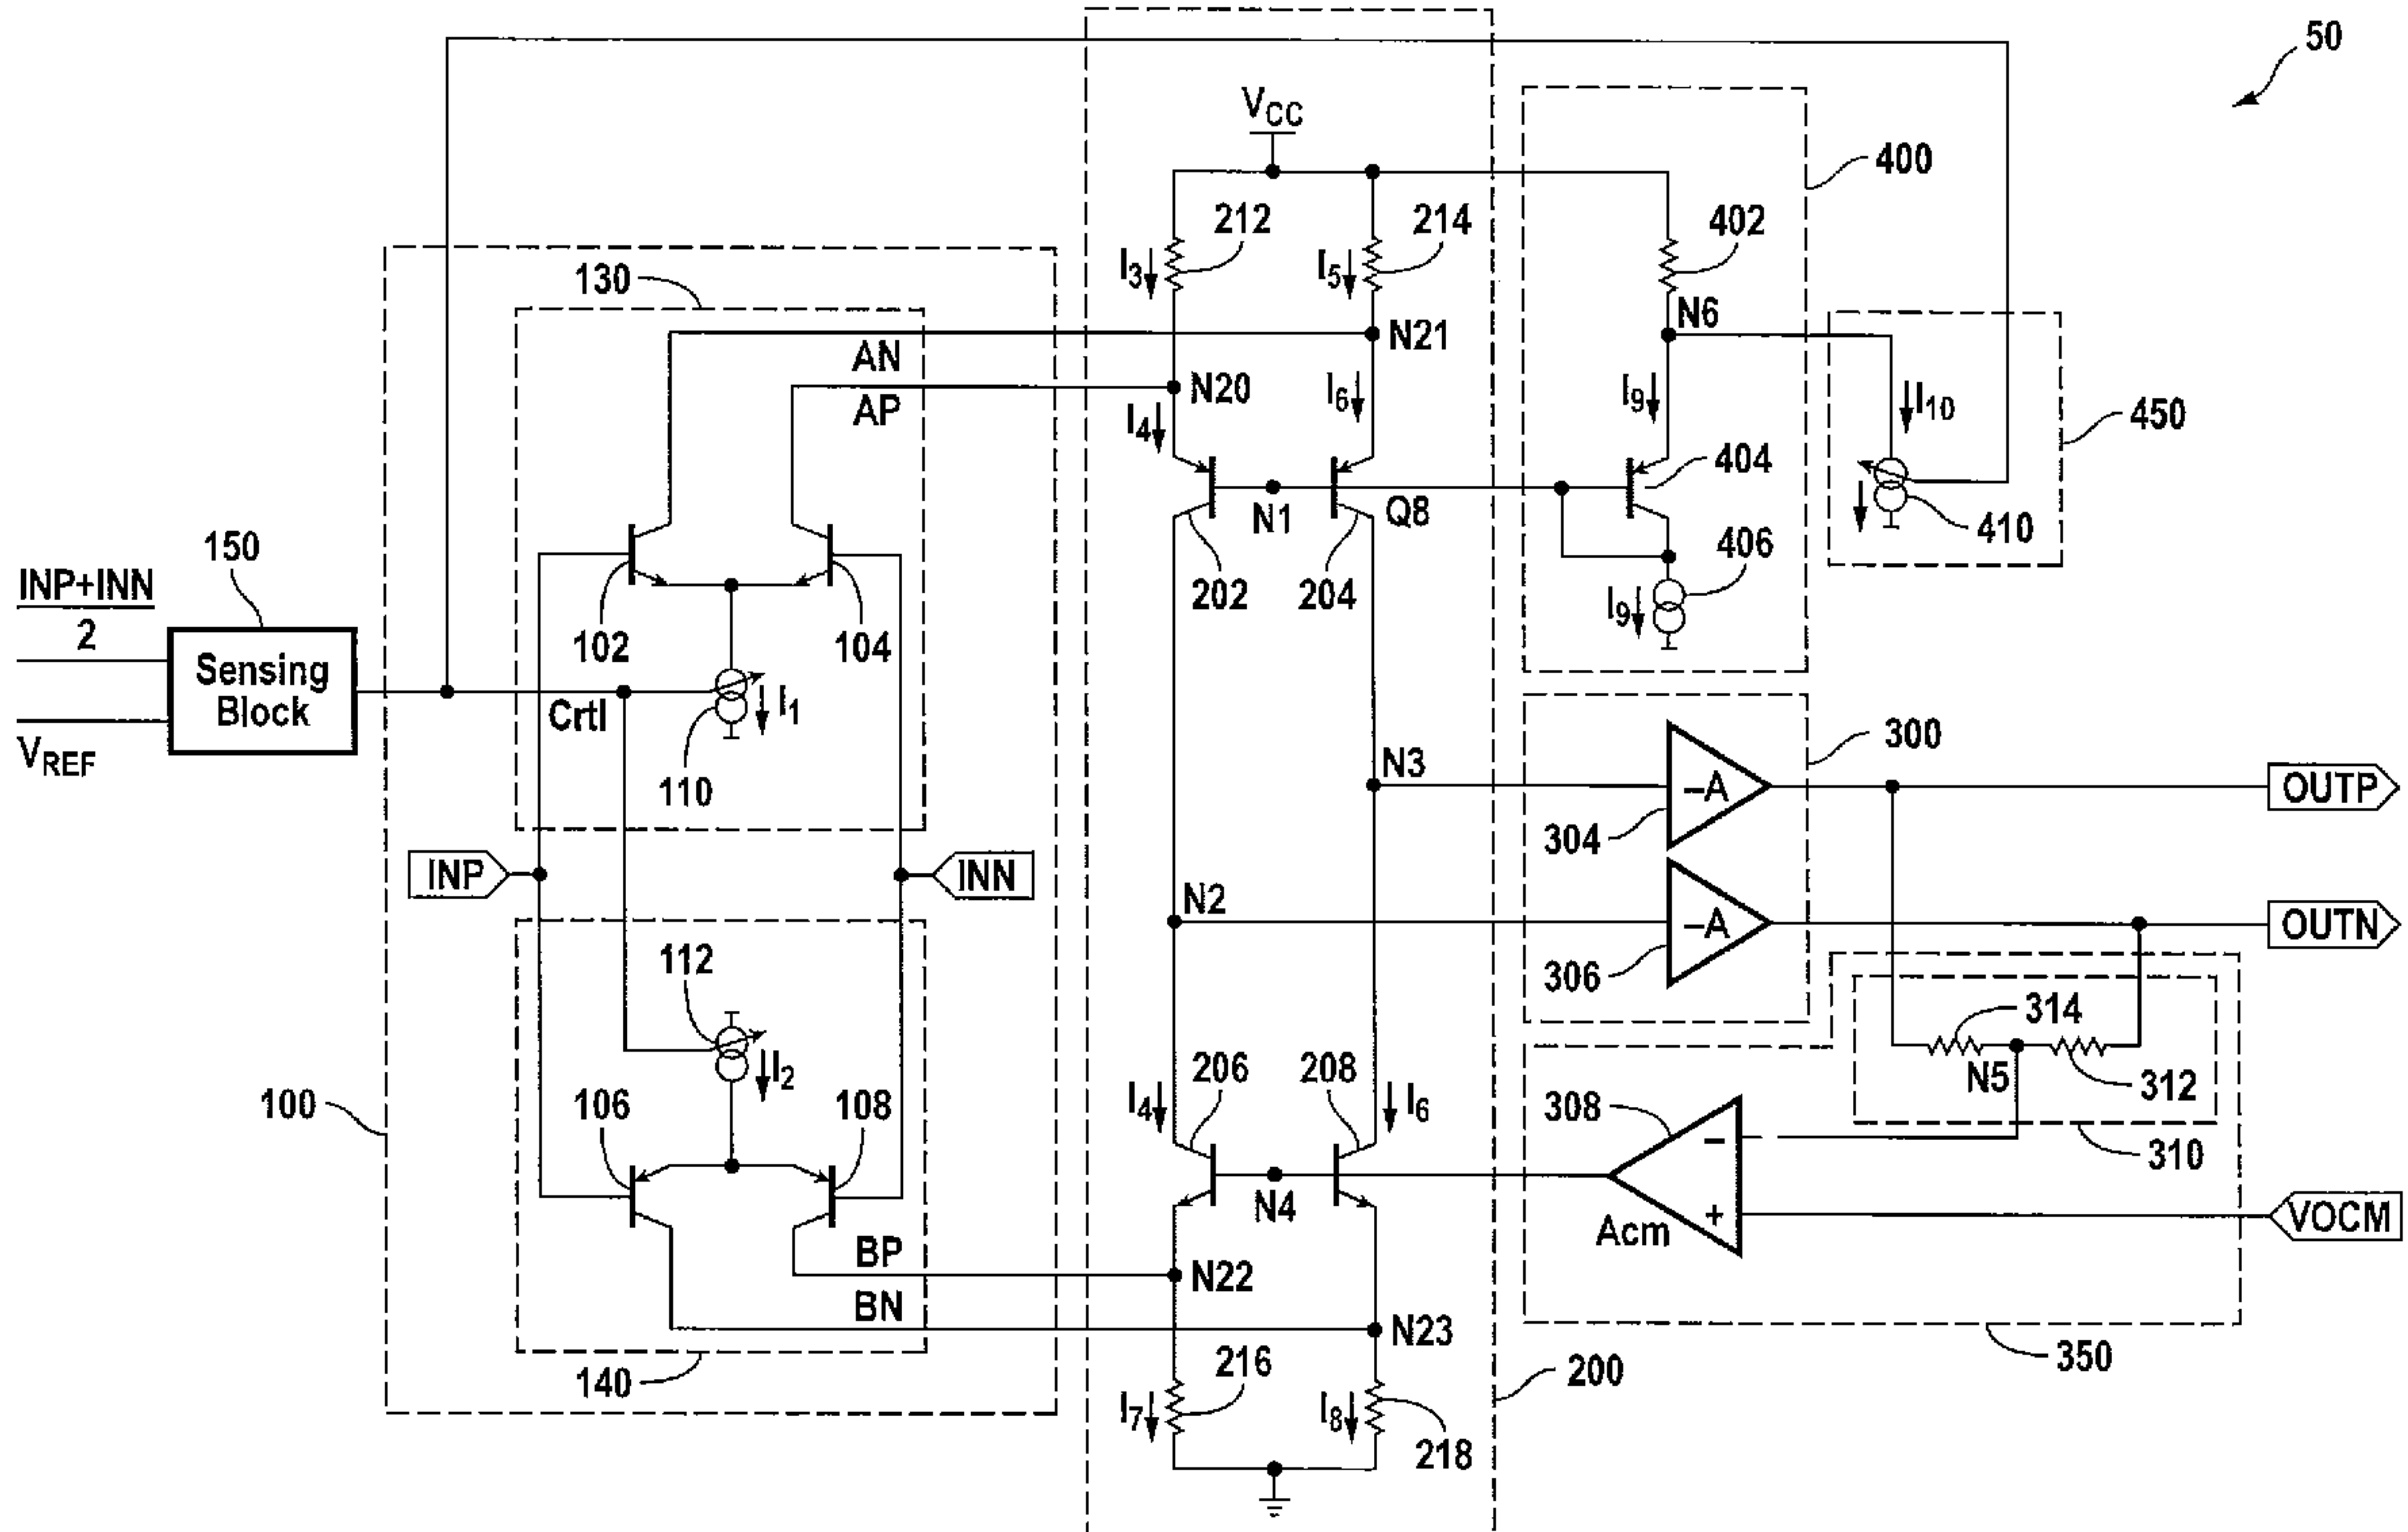 50
V_CC
400
212
214
402
130
I3
I5
N6
AN
N21
AP
N20
I6
I9
I10
450
I4
404
150
N1
Q8
410
INP+INN
2
202
204
406
102
104
I9
Sensing
Block
Crtl
I1
V_REF
110
N3
–A
300
OUTP
304
INP
INN
N2
–A
OUTN
112
306
314
I2
N5
312
100
106
108
I4
206
208
I6
308
–
310
N4
+
VOCM
Acm
BP
N22
BN
N23
140
216
200
350
I7
I8
218